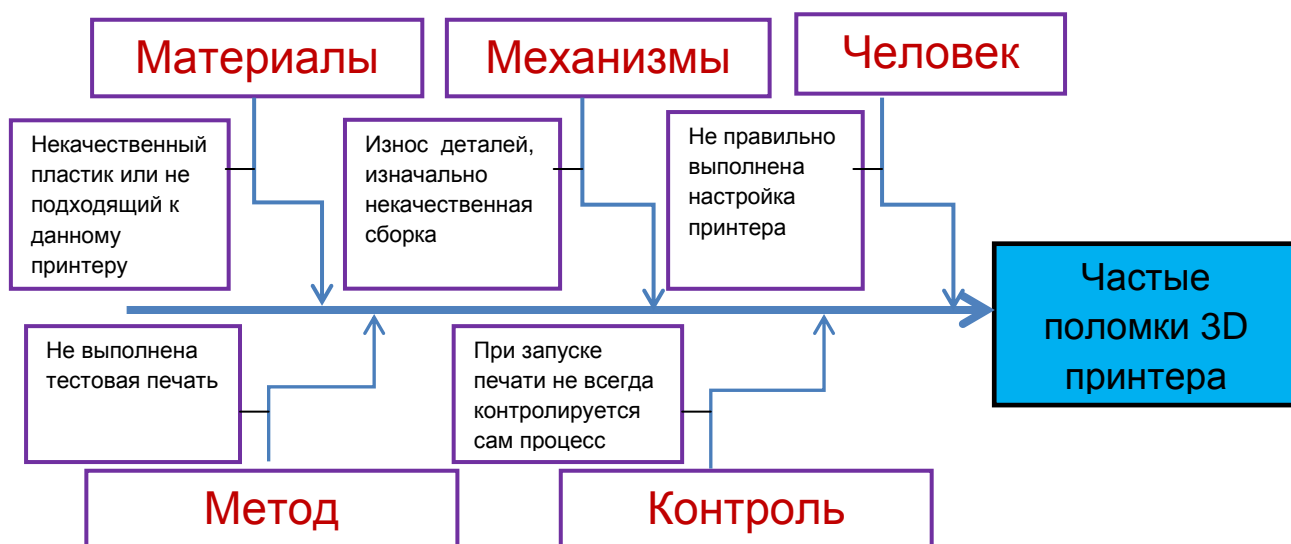 Материалы
Механизмы
Человек
Некачественный
пластик или не
подходящий к
данному
принтеру
Износ деталей,
изначально
некачественная
сборка
Не правильно
выполнена
настройка
принтера
Частые
поломки 3D
принтера
Не выполнена
тестовая печать
При запуске
печати не всегда
контролируется
сам процесс
Метод
Контроль